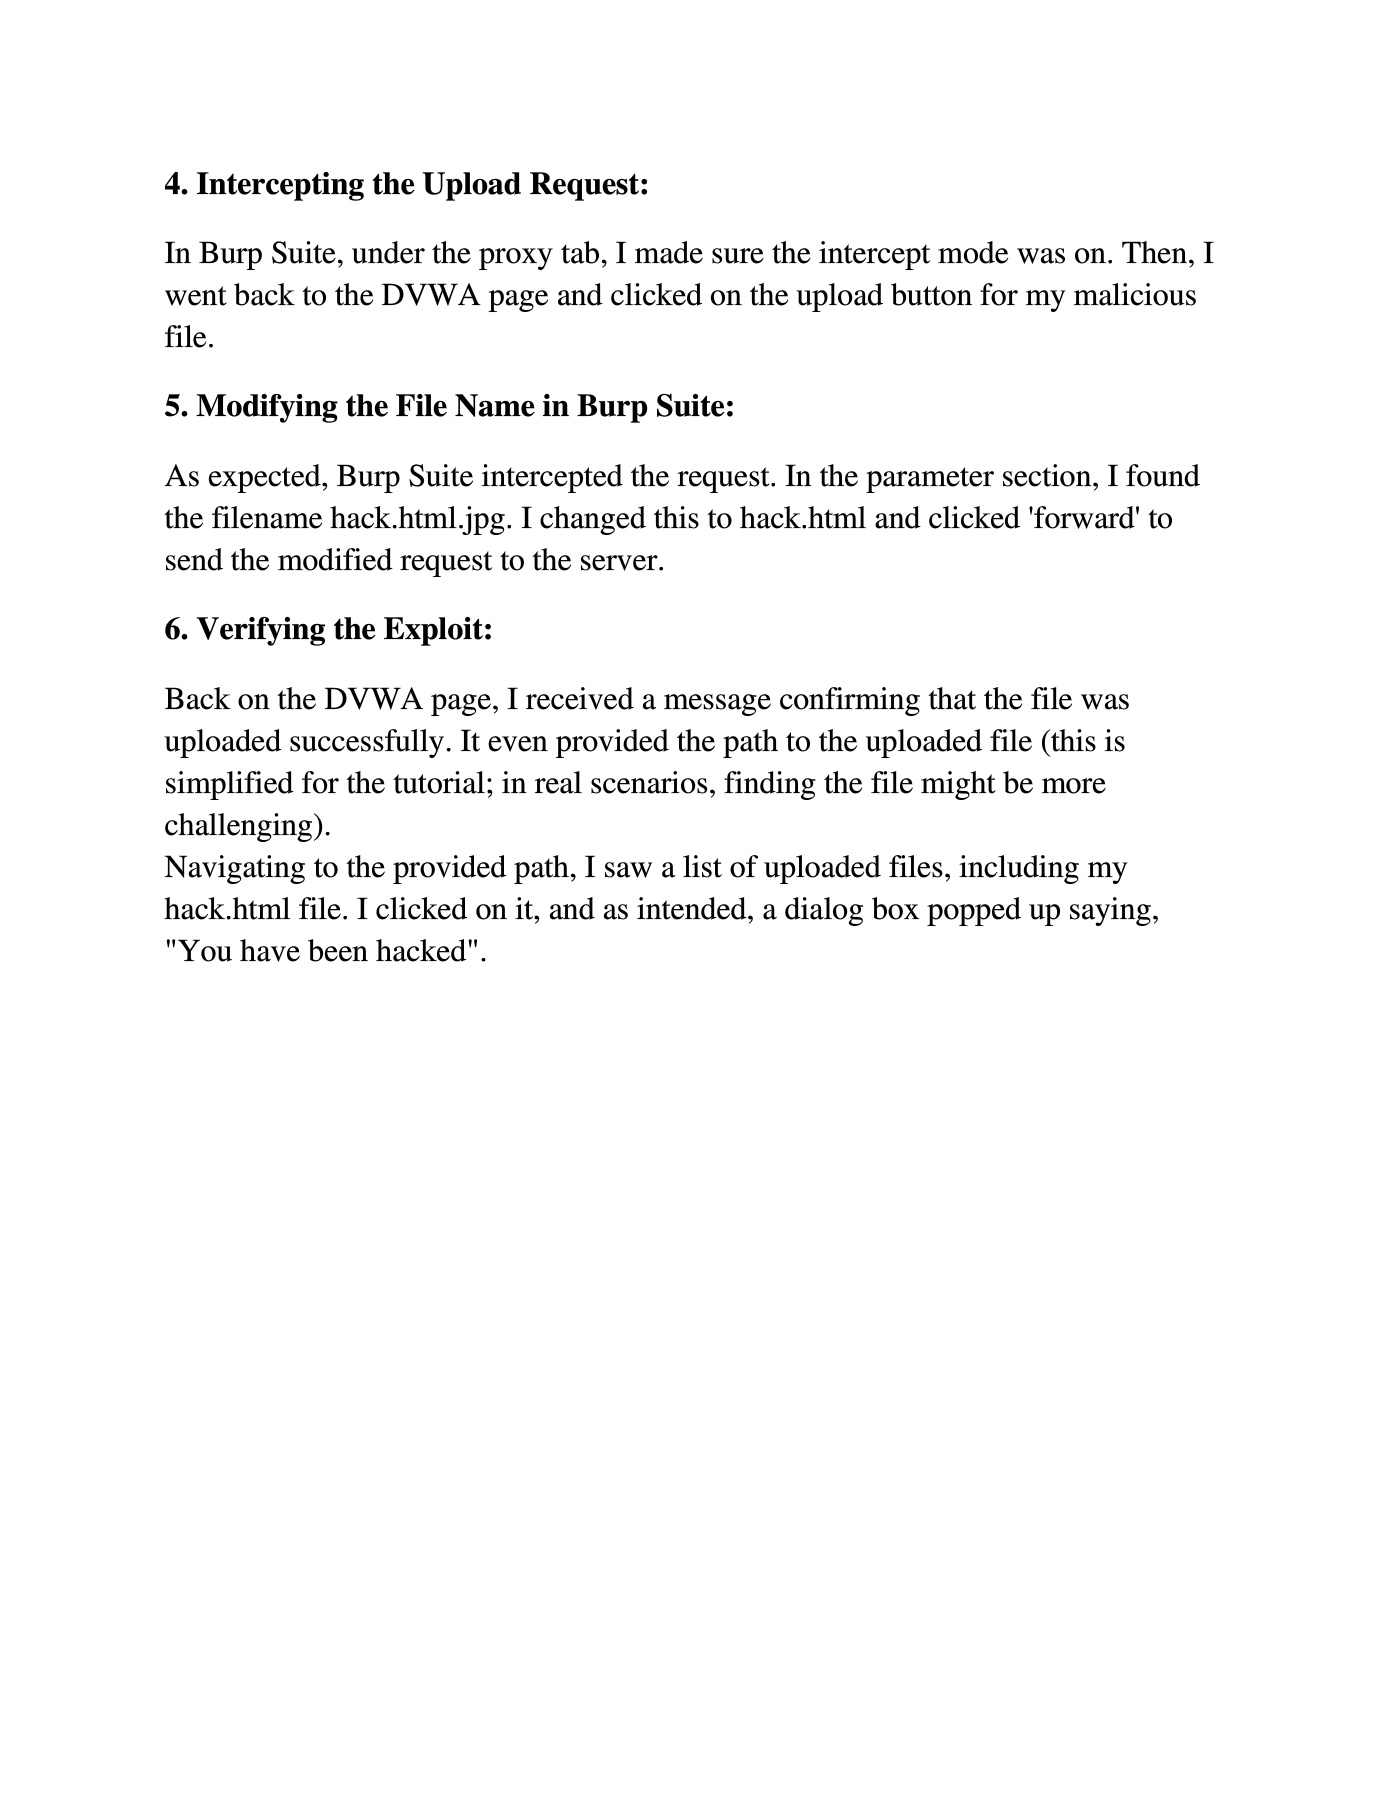 4. Intercepting the Upload Request:
In Burp Suite, under the proxy tab, I made sure the intercept mode was on. Then, I
went back to the DVWA page and clicked on the upload button for my malicious
file.
5. Modifying the File Name in Burp Suite:
As expected, Burp Suite intercepted the request. In the parameter section, I found
the filename hack.html.jpg. I changed this to hack.html and clicked 'forward' to
send the modified request to the server.
6. Verifying the Exploit:
Back on the DVWA page, I received a message confirming that the file was
uploaded successfully. It even provided the path to the uploaded file (this is
simplified for the tutorial; in real scenarios, finding the file might be more
challenging).
Navigating to the provided path, I saw a list of uploaded files, including my
hack.html file. I clicked on it, and as intended, a dialog box popped up saying,
"You have been hacked".